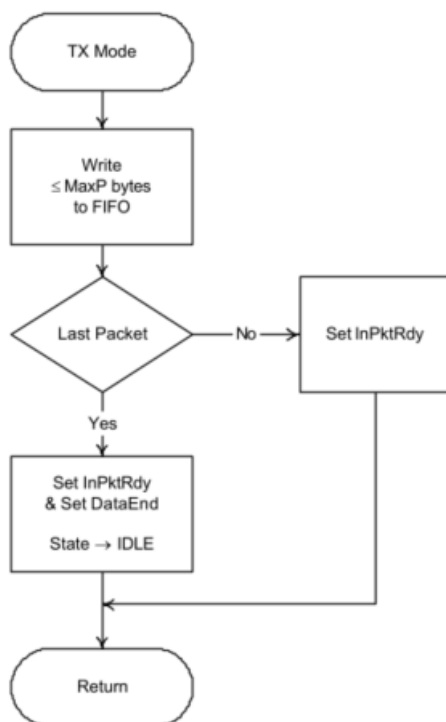 TX Mode
Write
≤ MaxP bytes
to FIFO
Last Packet
No
Set InPktRdy
Yes
Set InPktRdy
& Set DataEnd
State → IDLE
Return